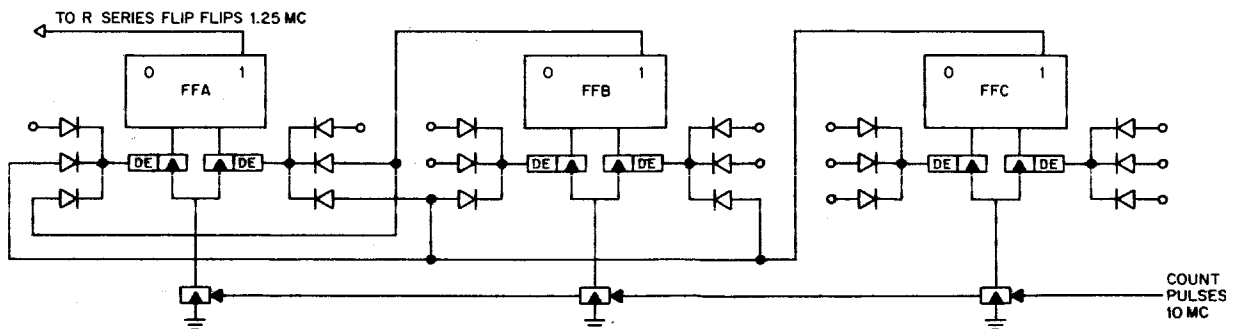 TO R SERIES FLIP FLIPS 1.25 MC
0 1
FFA
0 1
FFB
0 1
FFC
DE DE
DE DE
DE DE
COUNT
PULSES
10 MC